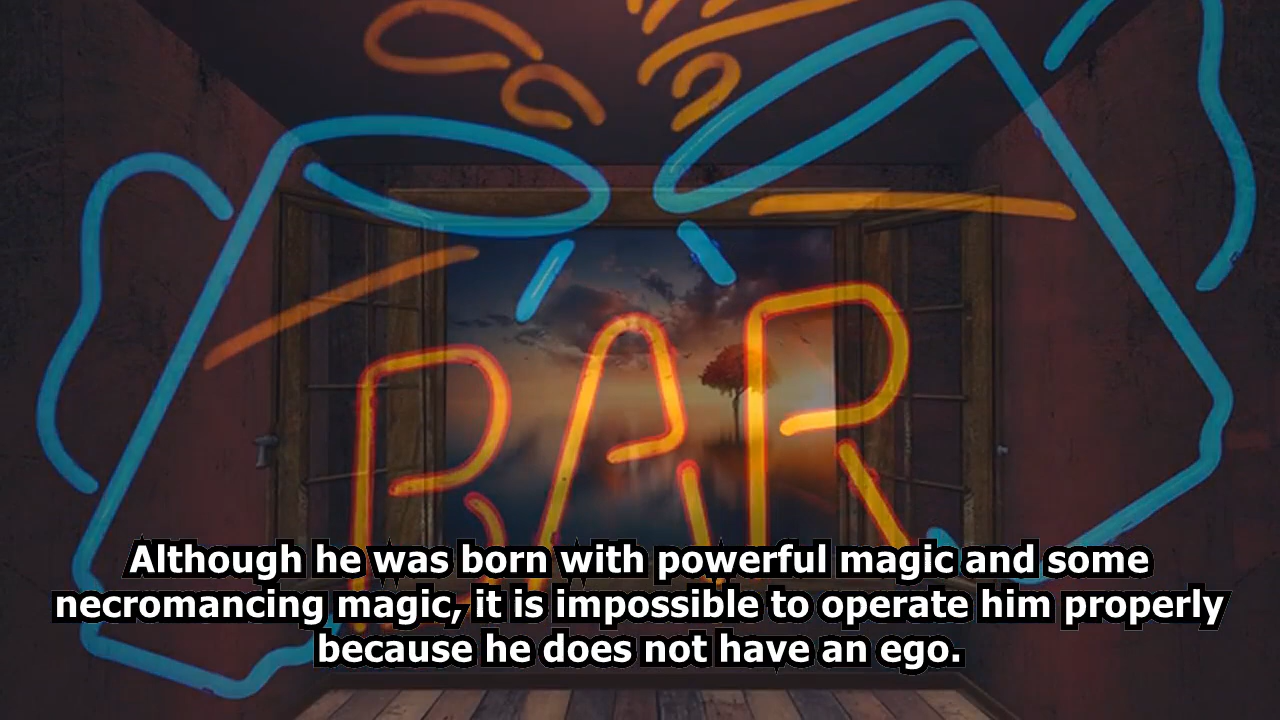 BAR
Although he was born with powerful magic and some
necromancing magic, it is impossible to operate him properly
because he does not have an ego.